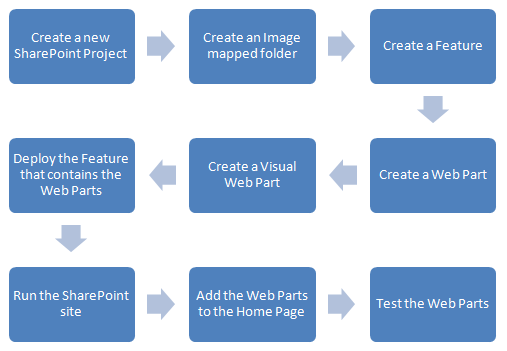 Create a new
SharePoint Project
Create an Image
mapped folder
Create a Feature
Create a Web Part
Create a Visual
Web Part
Deploy the Feature
that contains the
Web Parts
Run the SharePoint
site
Add the Web Parts
to the Home Page
Test the Web Parts